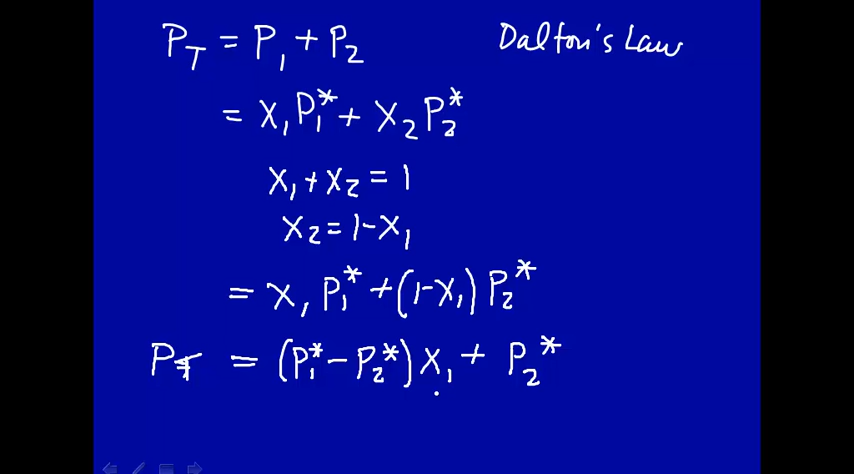 P_T = P_1 + P_2 Dalton's Law
= X_1 P_1^* + X_2 P_2^*
X_1 + X_2 = 1
X_2 = 1 - X_1
= X_1 P_1^* + (1 - X_1) P_2^*
P_T = (P_1^* - P_2^*) X_1 + P_2^*